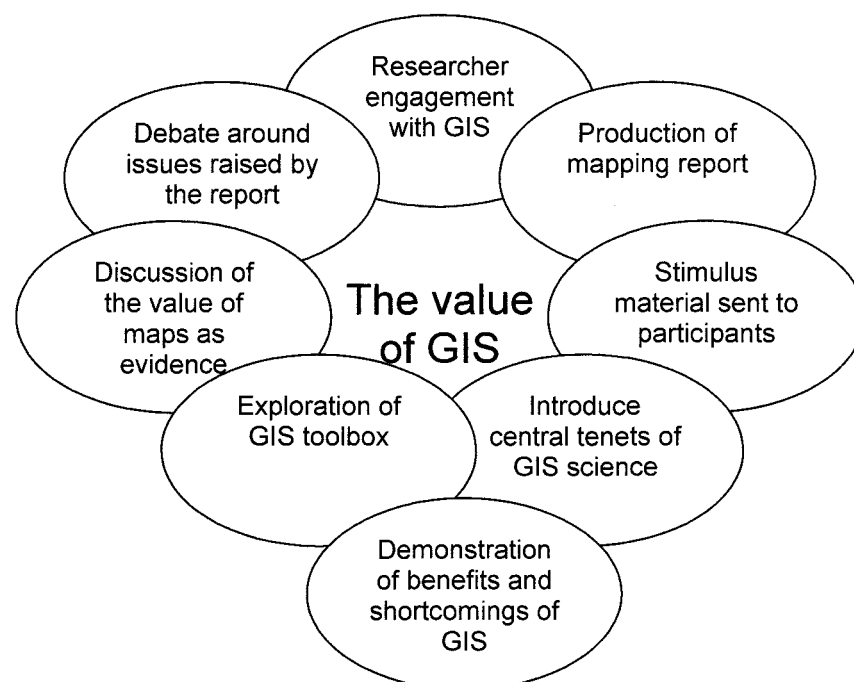 Researcher
engagement
with GIS
Production of
mapping report
Stimulus
material sent to
participants
Introduce
central tenets of
GIS science
Demonstration
of benefits and
shortcomings of
GIS
Exploration of
GIS toolbox
Discussion of
the value of
maps as
evidence
Debate around
issues raised by
the report
The value
of GIS